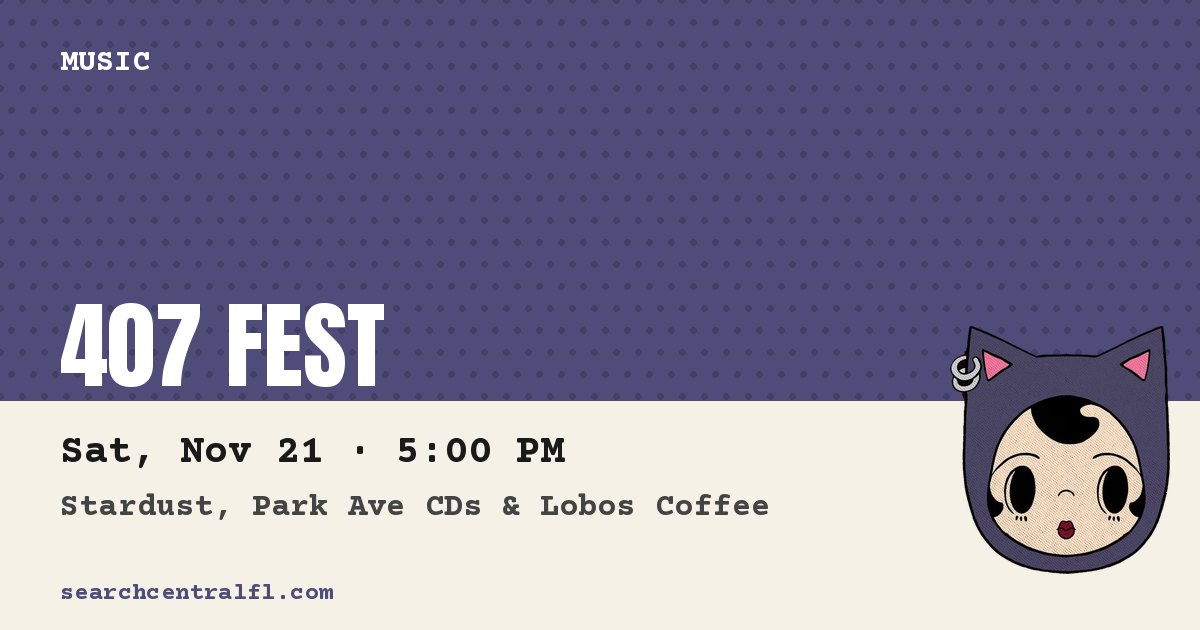 MUSIC
407 FEST
Sat, Nov 21 · 5:00 PM
Stardust, Park Ave CDs & Lobos Coffee
searchcentralfl.com